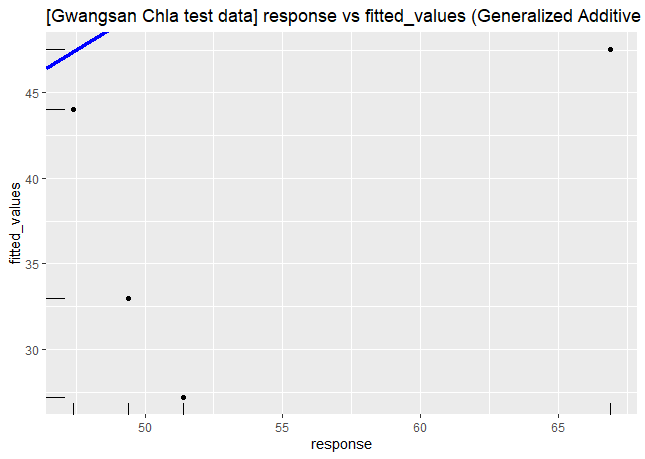 [Gwangsan Chla test data] response vs fitted_values (Generalized Additive
45
40
35
30
fitted_values
50
55
60
65
response